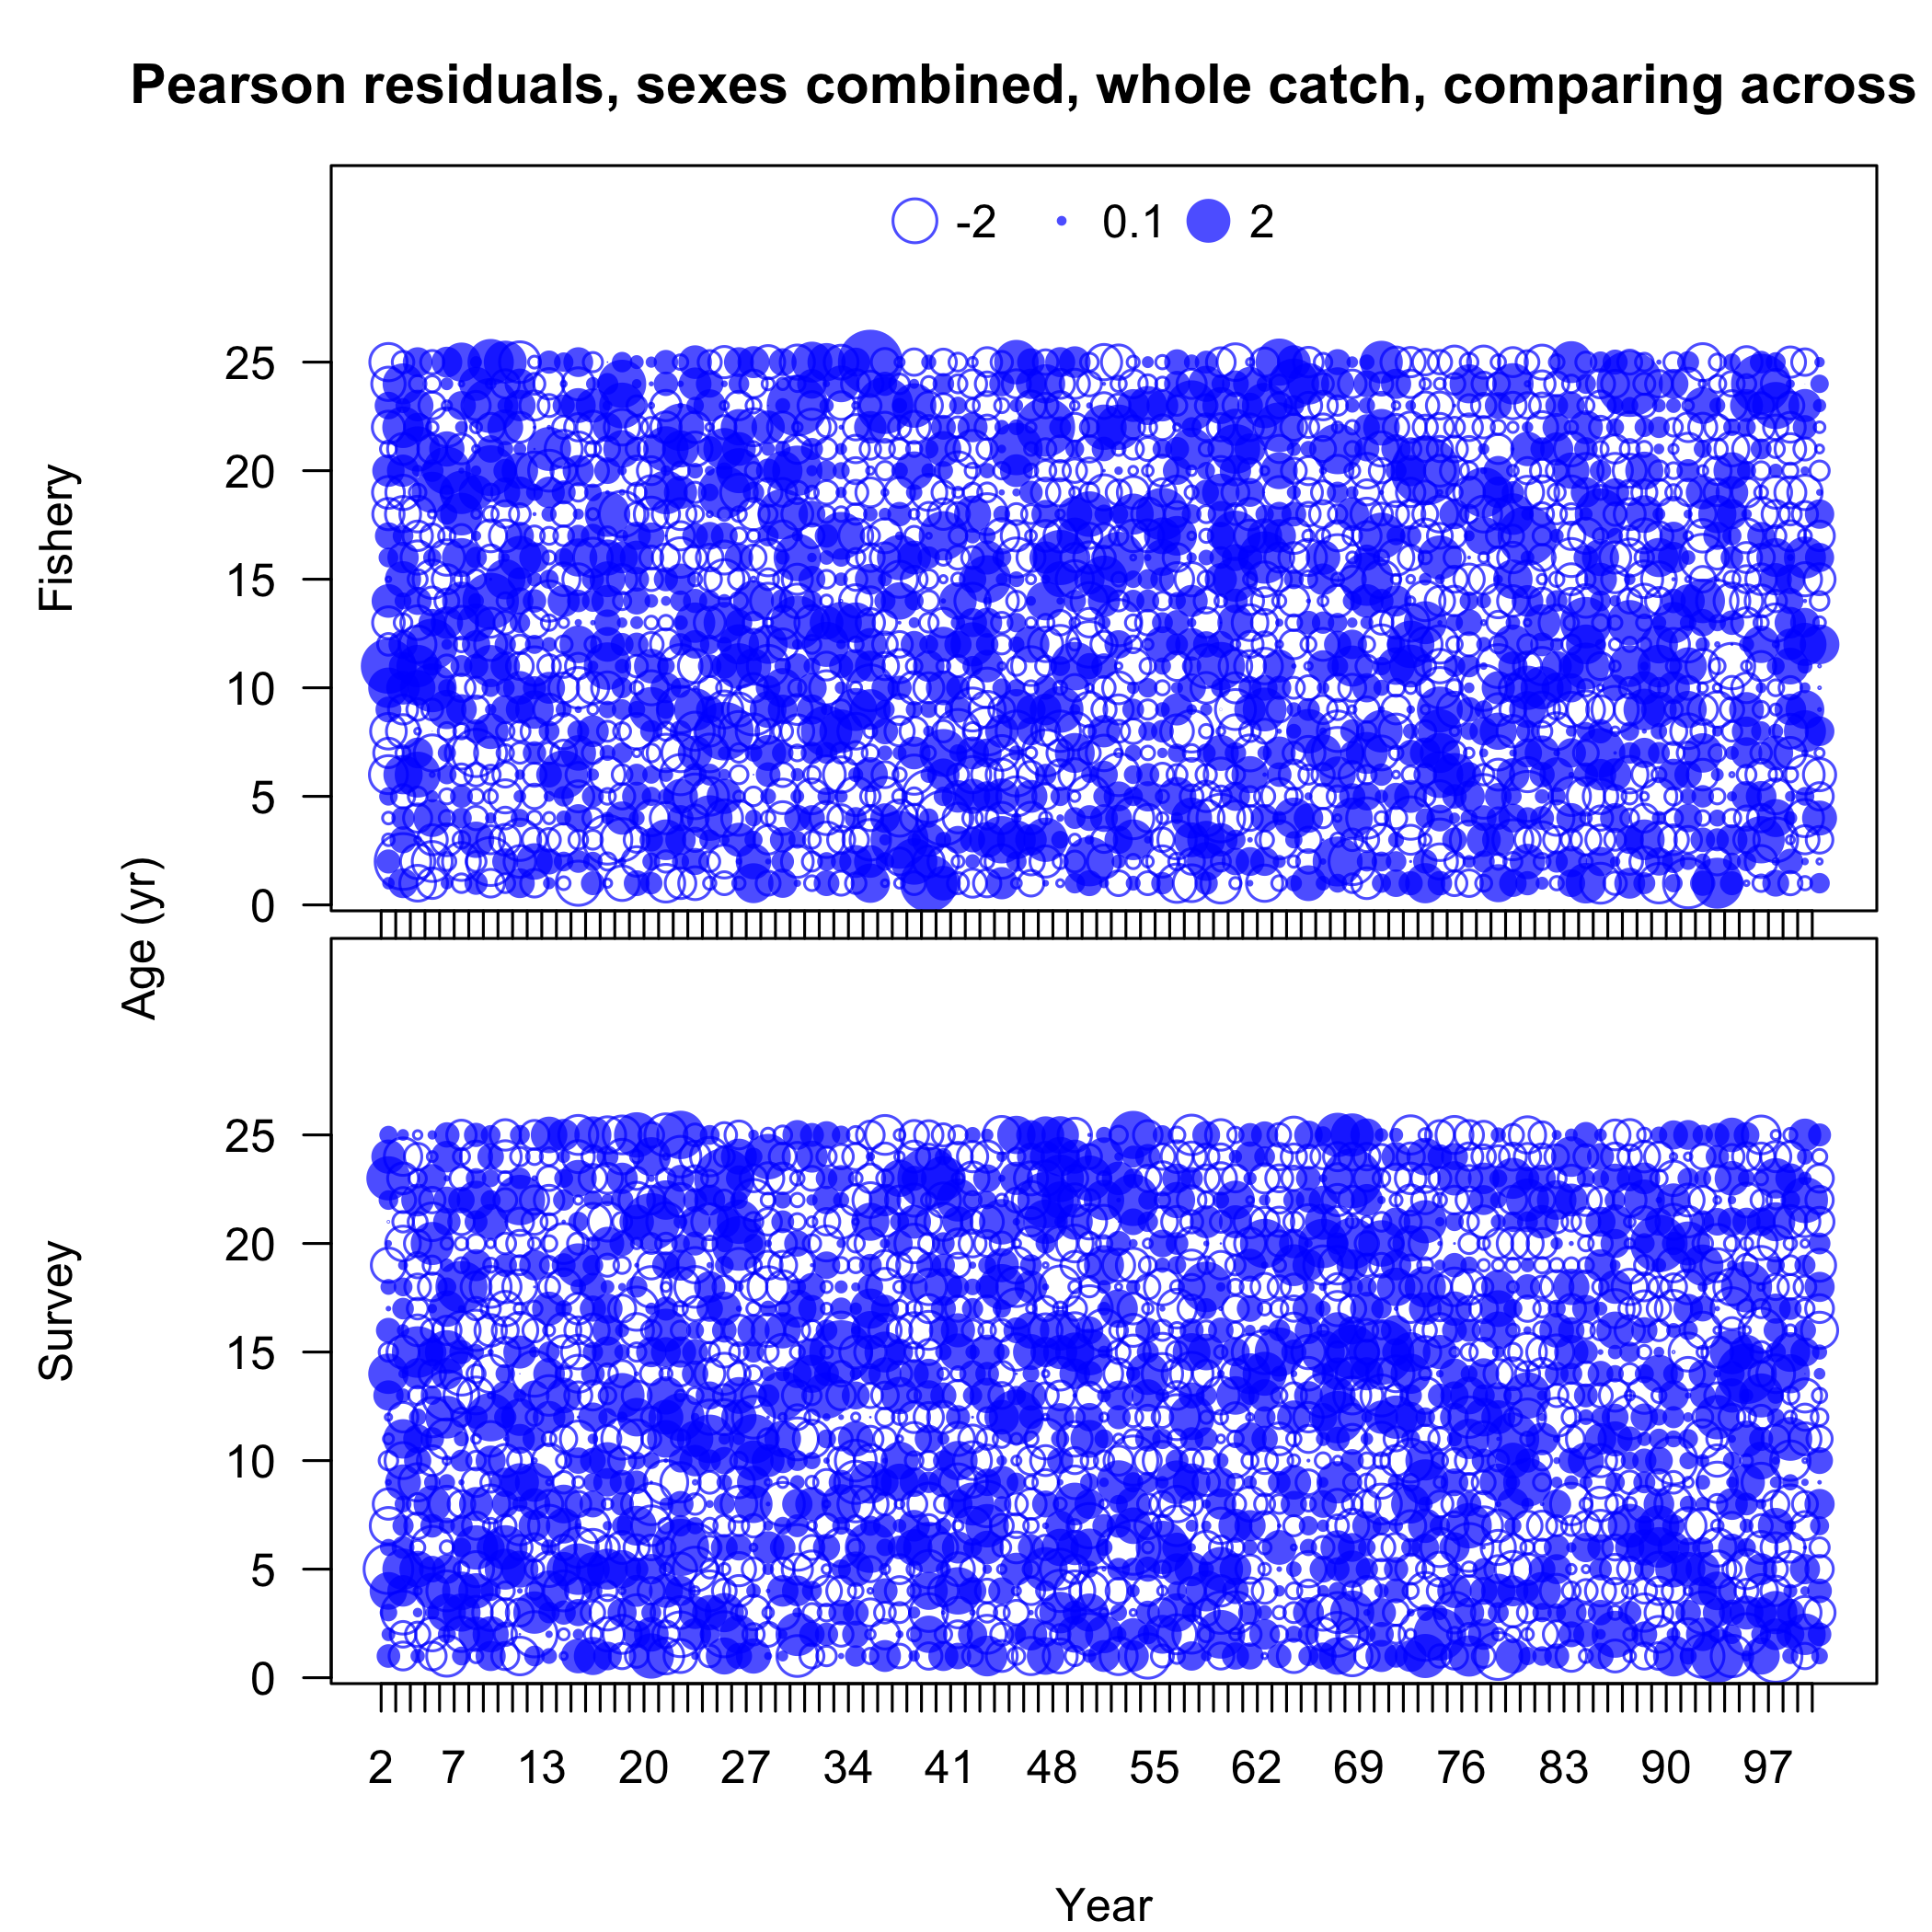 Pearson residuals, sexes combined, whole catch, comparing across
-2 0.1 2
Fishery
25
20
15
10
5
0
Age (yr)
Survey
25
20
15
10
5
0
2 7 13 20 27 34 41 48 55 62 69 76 83 90 97
Year